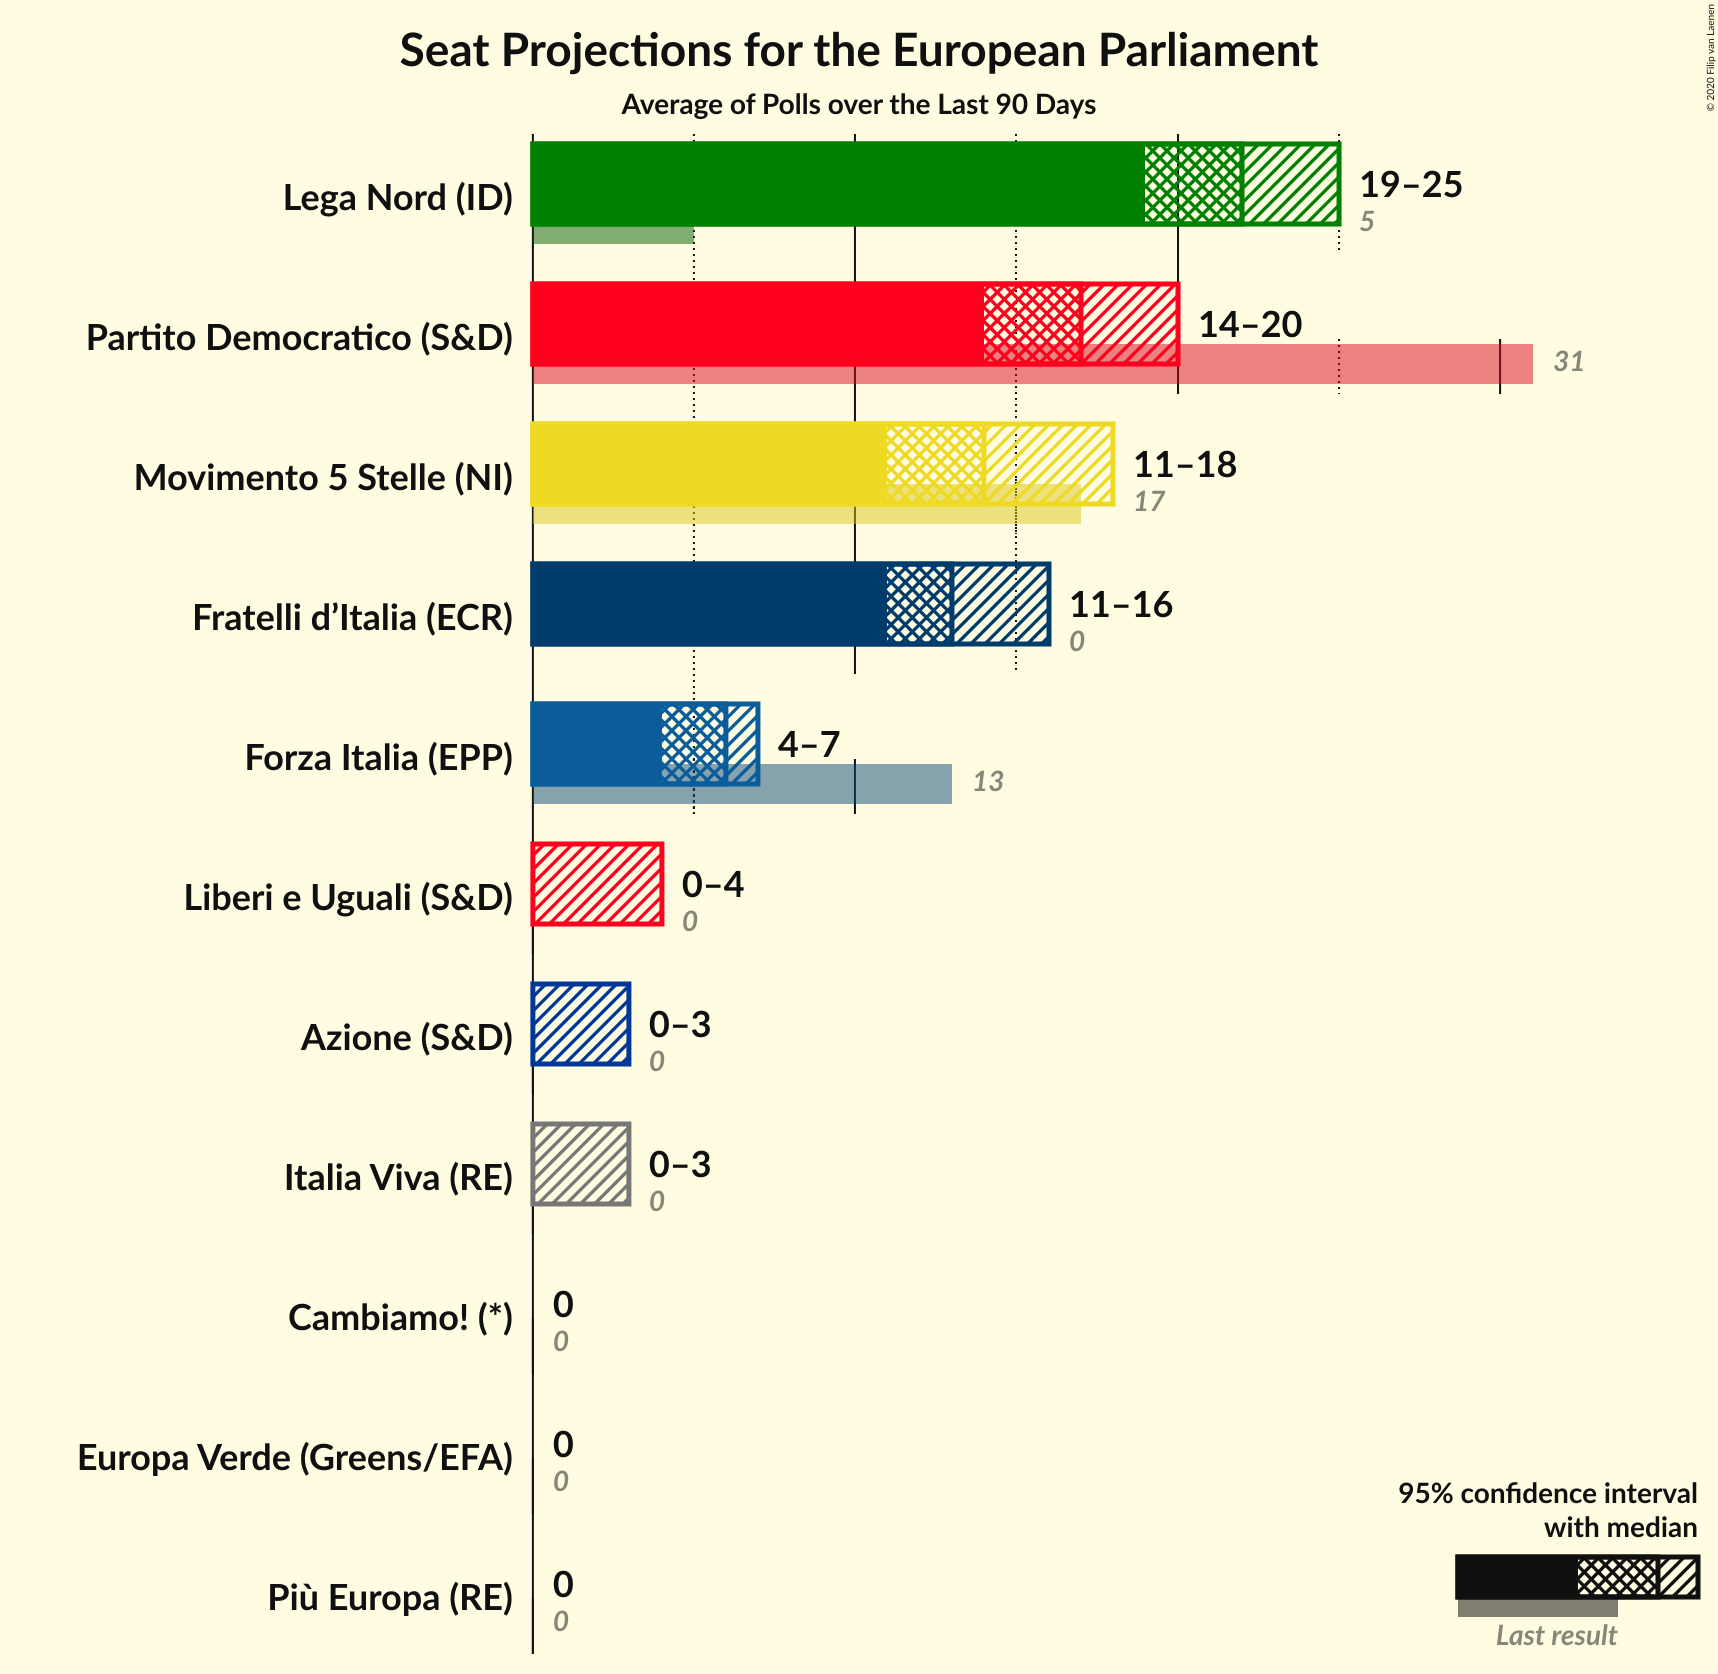 Seat Projections for the European Parliament
Average of Polls over the Last 90 Days
© 2020 Filip van Laenen
Lega Nord (ID)
19–25
5
Partito Democratico (S&D)
14–20
31
Movimento 5 Stelle (NI)
11–18
17
Fratelli d’Italia (ECR)
11–16
0
Forza Italia (EPP)
4–7
13
Liberi e Uguali (S&D)
0–4
0
Azione (S&D)
0–3
0
Italia Viva (RE)
0–3
0
Cambiamo! (*)
0
0
Europa Verde (Greens/EFA)
0
0
Più Europa (RE)
0
0
95% confidence interval
with median
Last result